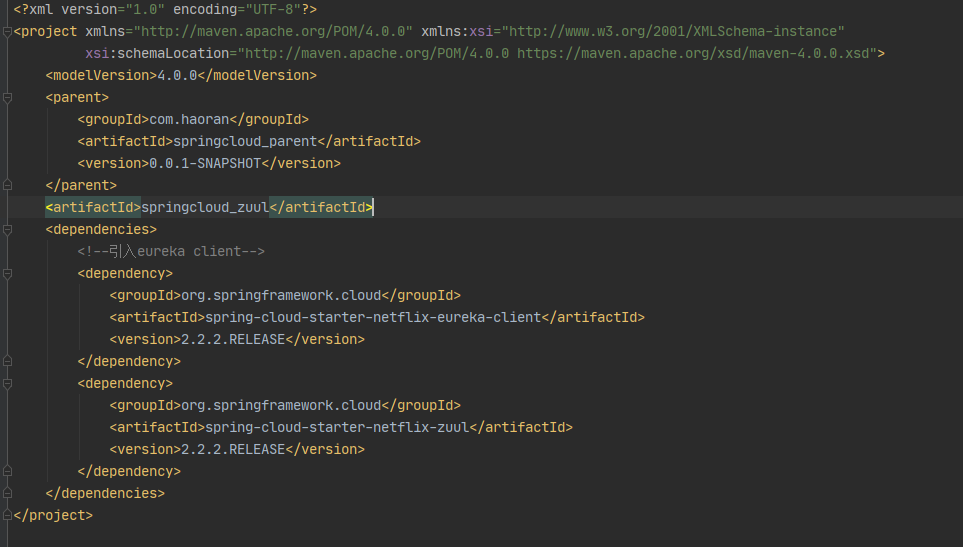 <?xml version="1.0" encoding="UTF-8"?>
<project xmlns="http://maven.apache.org/POM/4.0.0" xmlns:xsi="http://www.w3.org/2001/XMLSchema-instance"
         xsi:schemaLocation="http://maven.apache.org/POM/4.0.0 https://maven.apache.org/xsd/maven-4.0.0.xsd">
    <modelVersion>4.0.0</modelVersion>
    <parent>
        <groupId>com.haoran</groupId>
        <artifactId>springcloud_parent</artifactId>
        <version>0.0.1-SNAPSHOT</version>
    </parent>
    <artifactId>springcloud_zuul</artifactId>
    <dependencies>
        <!--引入eureka client-->
        <dependency>
            <groupId>org.springframework.cloud</groupId>
            <artifactId>spring-cloud-starter-netflix-eureka-client</artifactId>
            <version>2.2.2.RELEASE</version>
        </dependency>
        <dependency>
            <groupId>org.springframework.cloud</groupId>
            <artifactId>spring-cloud-starter-netflix-zuul</artifactId>
            <version>2.2.2.RELEASE</version>
        </dependency>
    </dependencies>
</project>